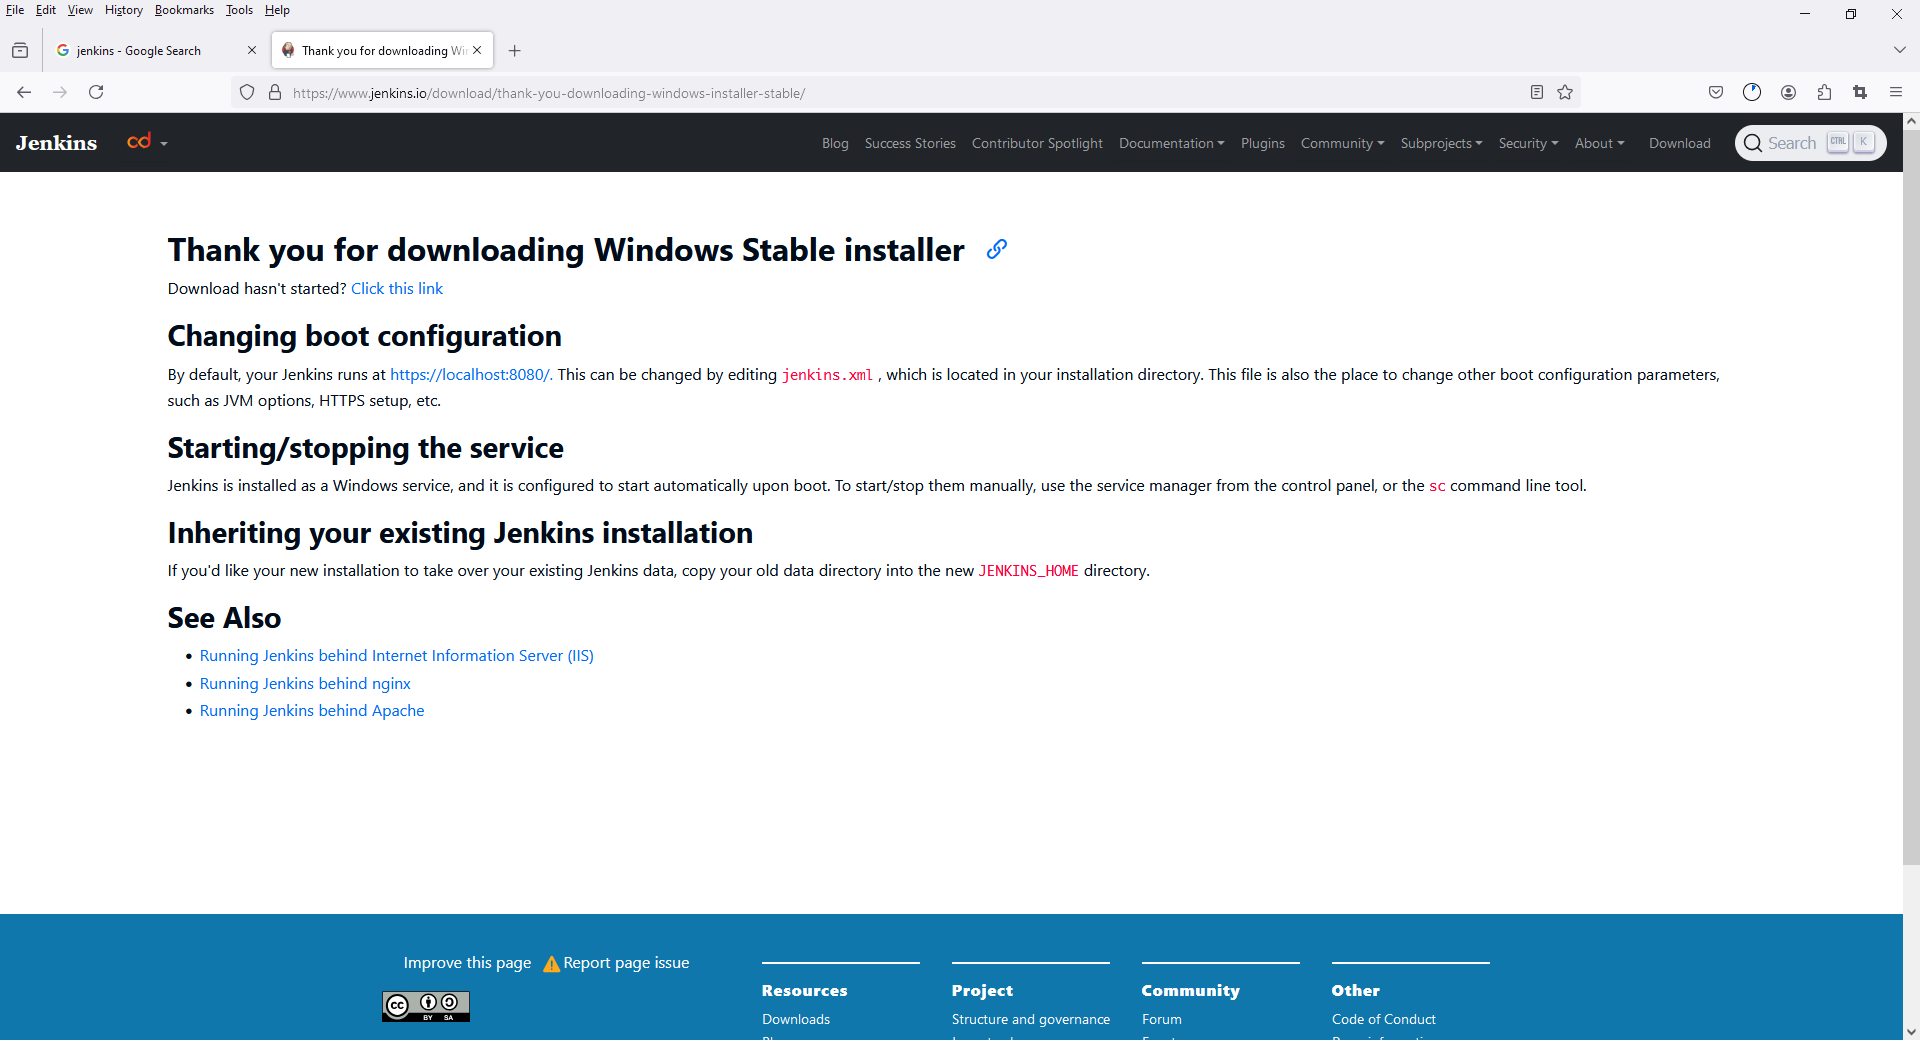 File Edit View History Bookmarks Tools Help
jenkins - Google Search
Thank you for downloading Wi
https://www.jenkins.io/download/thank-you-downloading-windows-installer-stable/
Jenkins cd Blog Success Stories Contributor Spotlight Documentation Plugins Community Subprojects Security About Download Search CTRL K
Thank you for downloading Windows Stable installer
Download hasn't started? Click this link
Changing boot configuration
By default, your Jenkins runs at https://localhost:8080/. This can be changed by editing jenkins.xml , which is located in your installation directory. This file is also the place to change other boot configuration parameters,
such as JVM options, HTTPS setup, etc.
Starting/stopping the service
Jenkins is installed as a Windows service, and it is configured to start automatically upon boot. To start/stop them manually, use the service manager from the control panel, or the sc command line tool.
Inheriting your existing Jenkins installation
If you'd like your new installation to take over your existing Jenkins data, copy your old data directory into the new JENKINS_HOME directory.
See Also
• Running Jenkins behind Internet Information Server (IIS)
• Running Jenkins behind nginx
• Running Jenkins behind Apache
Improve this page Report page issue
CC BY SA
Resources
Downloads
Project
Structure and governance
Community
Forum
Other
Code of Conduct